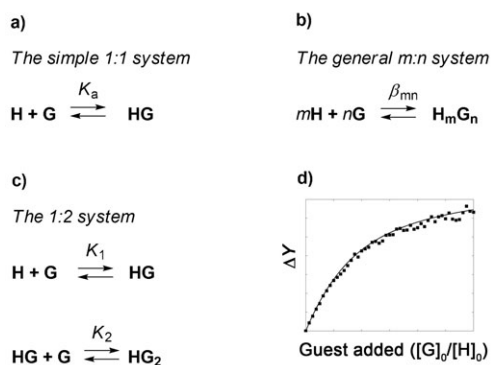 a)
The simple 1:1 system
Kₐ
H + G ⇌ HG
b)
The general m:n system
βmn
mH + nG ⇌ HₘGₙ
c)
The 1:2 system
K₁
H + G ⇌ HG
K₂
HG + G ⇌ HG₂
d)
ΔY
Guest added ([G]₀/[H]₀)